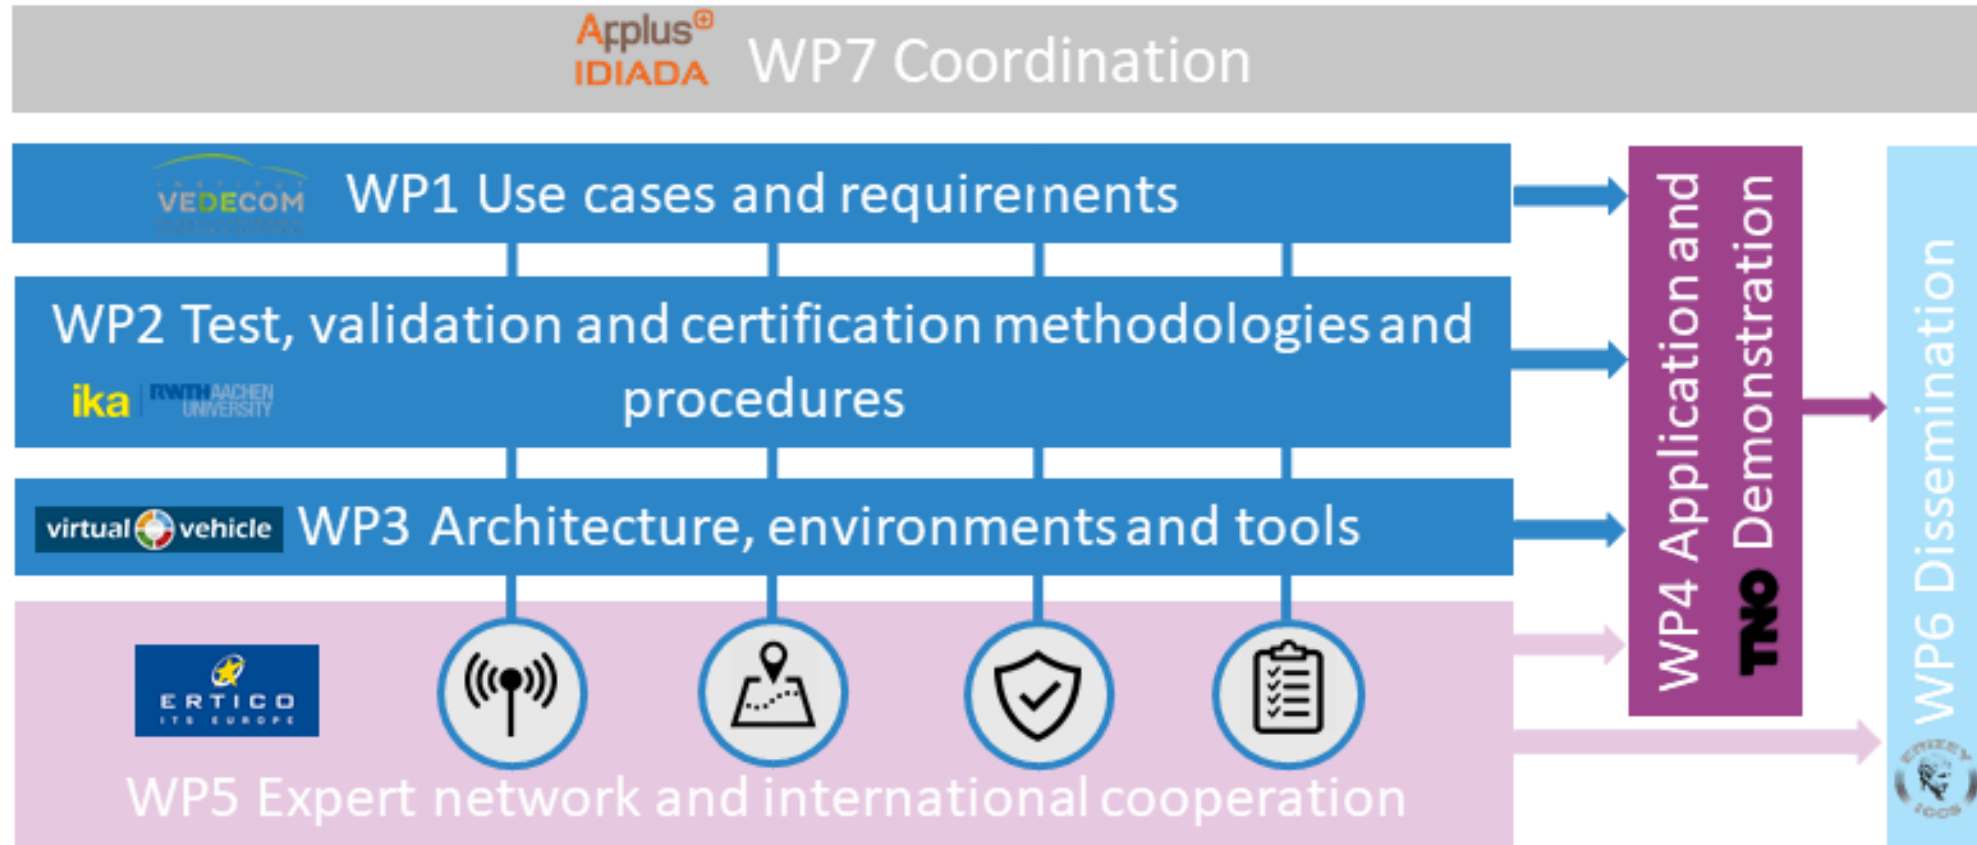 Applus+
IDIADA
WP7 Coordination
INSTITUT
VEDECOM
WP1 Use cases and requirements
WP2 Test, validation and certification methodologies and
procedures
ika
RWTH AACHEN
UNIVERSITY
virtual vehicle
WP3 Architecture, environments and tools
ERTICO
ITS EUROPE
WP5 Expert network and international cooperation
WP4 Application and
Demonstration
TNO
WP6 Dissemination
ERIZEY